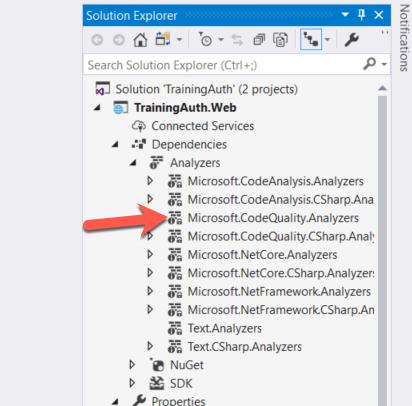 Solution Explorer
Notifications
Search Solution Explorer (Ctrl+;)
Solution 'TrainingAuth' (2 projects)
TrainingAuth.Web
Connected Services
Dependencies
Analyzers
Microsoft.CodeAnalysis.Analyzers
Microsoft.CodeAnalysis.CSharp.Ana
Microsoft.CodeQuality.Analyzers
Microsoft.CodeQuality.CSharp.Analy
Microsoft.NetCore.Analyzers
Microsoft.NetCore.CSharp.Analyzers
Microsoft.NetFramework.Analyzers
Microsoft.NetFramework.CSharp.An
Text.Analyzers
Text.CSharp.Analyzers
NuGet
SDK
Properties